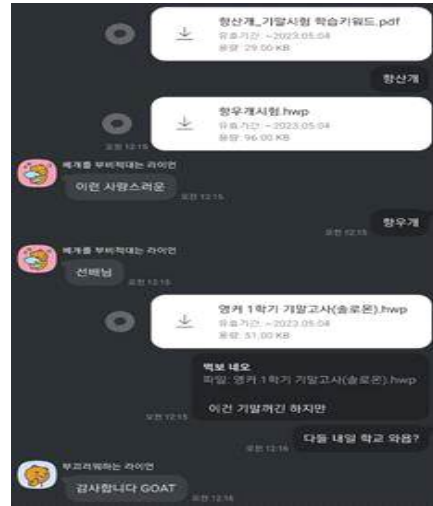 항산개_기말시험 학습키워드.pdf
유효기간: ~2023.05.04
용량: 29.00 KB
항산개
항우개시험.hwp
유효기간: ~2023.05.04
용량: 96.00 KB
오전 12:15
베개를 부비적대는 라이언
이런 사랑스러운
오전 12:15
항우개
오전 12:15
베개를 부비적대는 라이언
선배님
오전 12:15
앵커 1학기 기말고사(솔로몬).hwp
유효기간: ~2023.05.04
용량: 51.00 KB
떡보 네오
파일: 앵커 1학기 기말고사(솔로몬).hwp
이건 기말꺼긴 하지만
오전 12:15
다들 내일 학교 와욥?
오전 12:16
부끄러워하는 라이언
감사합니다 GOAT
오전 12:16